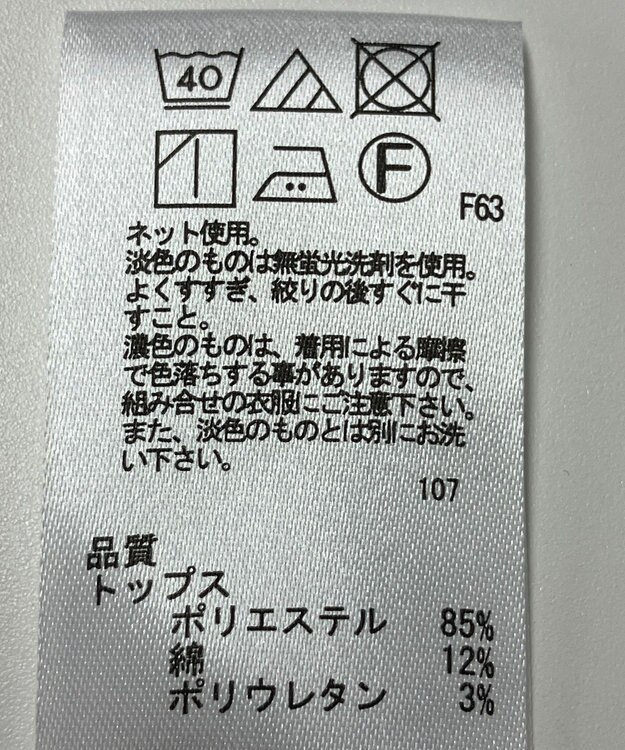 40
F
F63
ネット使用。
淡色のものは無蛍光洗剤を使用。
よくすすぎ、絞りの後すぐに干
すこと。
濃色のものは、着用による摩擦
で色落ちする事がありますので、
組み合せの衣服にご注意下さい。
また、淡色のものとは別にお洗
い下さい。
107
品質
トップス
ポリエステル 85%
綿 12%
ポリウレタン 3%